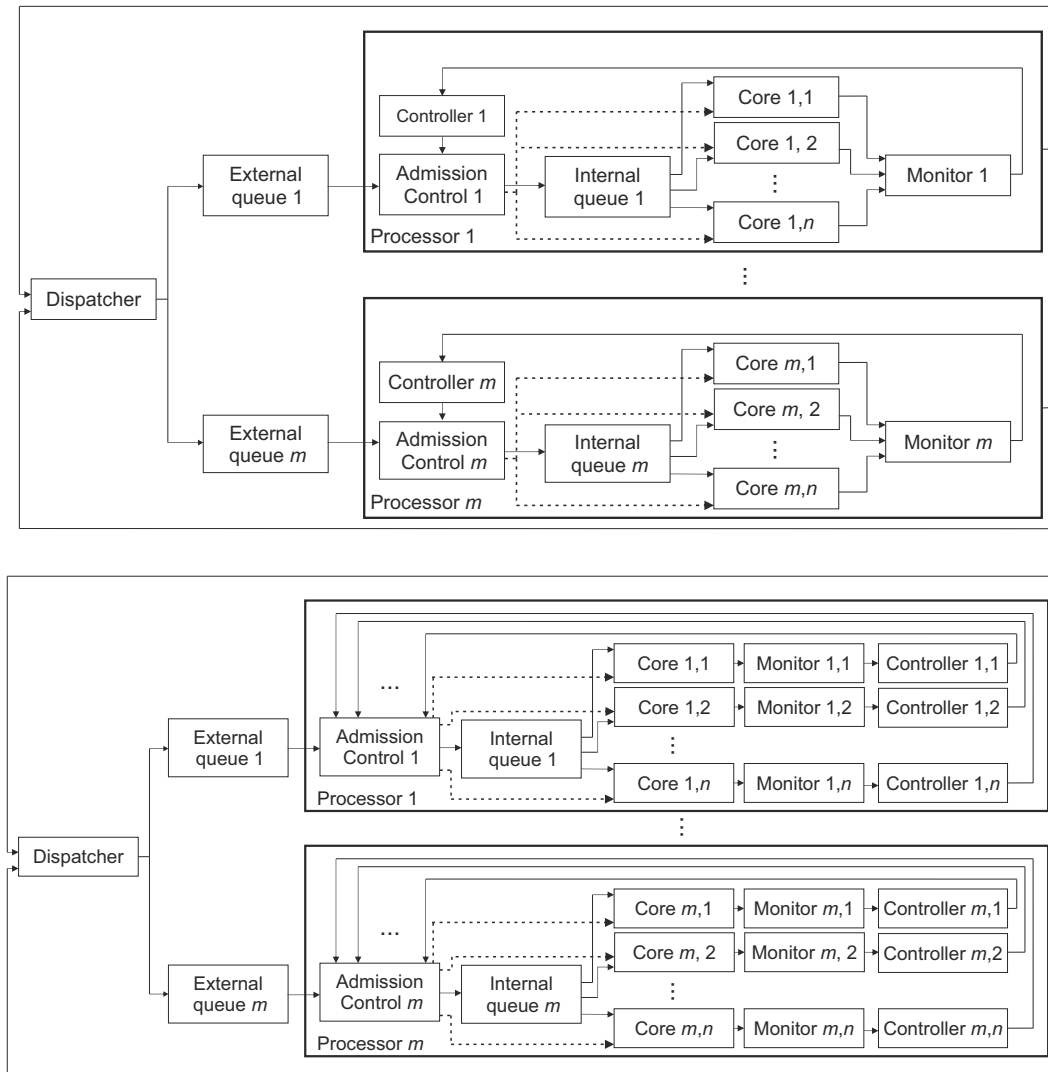 Core 1,1
Controller 1
Core 1, 2
External
queue 1
Admission
Control 1
Internal
queue 1
⋮
Monitor 1
Core 1,n
Processor 1
⋮
Dispatcher
Core m,1
Controller m
Core m, 2
External
queue m
Admission
Control m
Internal
queue m
⋮
Monitor m
Core m,n
Processor m
Core 1,1
Monitor 1,1
Controller 1,1
...
Core 1,2
Monitor 1,2
Controller 1,2
External
queue 1
Admission
Control 1
Internal
queue 1
⋮
Core 1,n
Monitor 1,n
Controller 1,n
Processor 1
⋮
Dispatcher
Core m,1
Monitor m,1
Controller m,1
...
Core m, 2
Monitor m, 2
Controller m,2
External
queue m
Admission
Control m
Internal
queue m
⋮
Core m,n
Monitor m,n
Controller m,n
Processor m